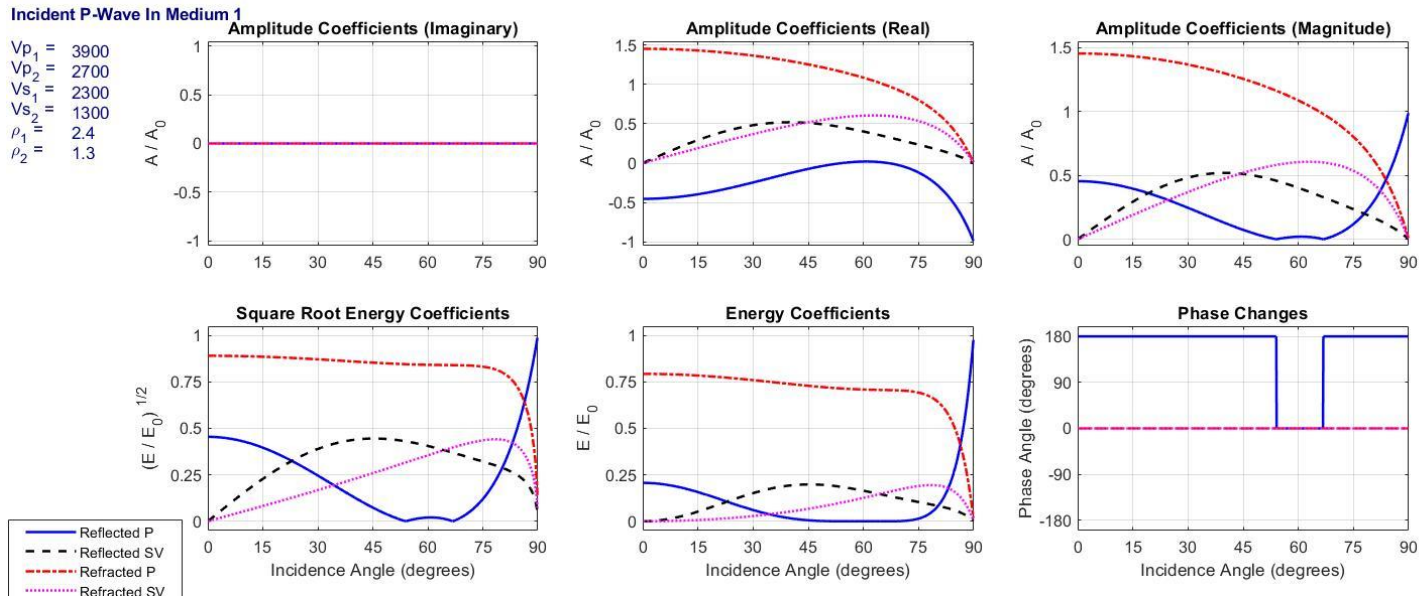 Incident P-Wave In Medium 1
Vp1 = 3900
Vp2 = 2700
Vs1 = 2300
Vs2 = 1300
ρ1 = 2.4
ρ2 = 1.3
Amplitude Coefficients (Imaginary)
A / A0
1
0.5
0
-0.5
-1
0 15 30 45 60 75 90
Amplitude Coefficients (Real)
A / A0
1.5
1
0.5
0
-0.5
-1
0 15 30 45 60 75 90
Amplitude Coefficients (Magnitude)
A / A0
1.5
1
0.5
0
0 15 30 45 60 75 90
Square Root Energy Coefficients
(E / E0) 1/2
1
0.75
0.5
0.25
0
0 15 30 45 60 75 90
Incidence Angle (degrees)
Energy Coefficients
E / E0
1
0.75
0.5
0.25
0
0 15 30 45 60 75 90
Incidence Angle (degrees)
Phase Changes
Phase Angle (degrees)
180
90
0
-90
-180
0 15 30 45 60 75 90
Incidence Angle (degrees)
Reflected P
Reflected SV
Refracted P
Refracted SV